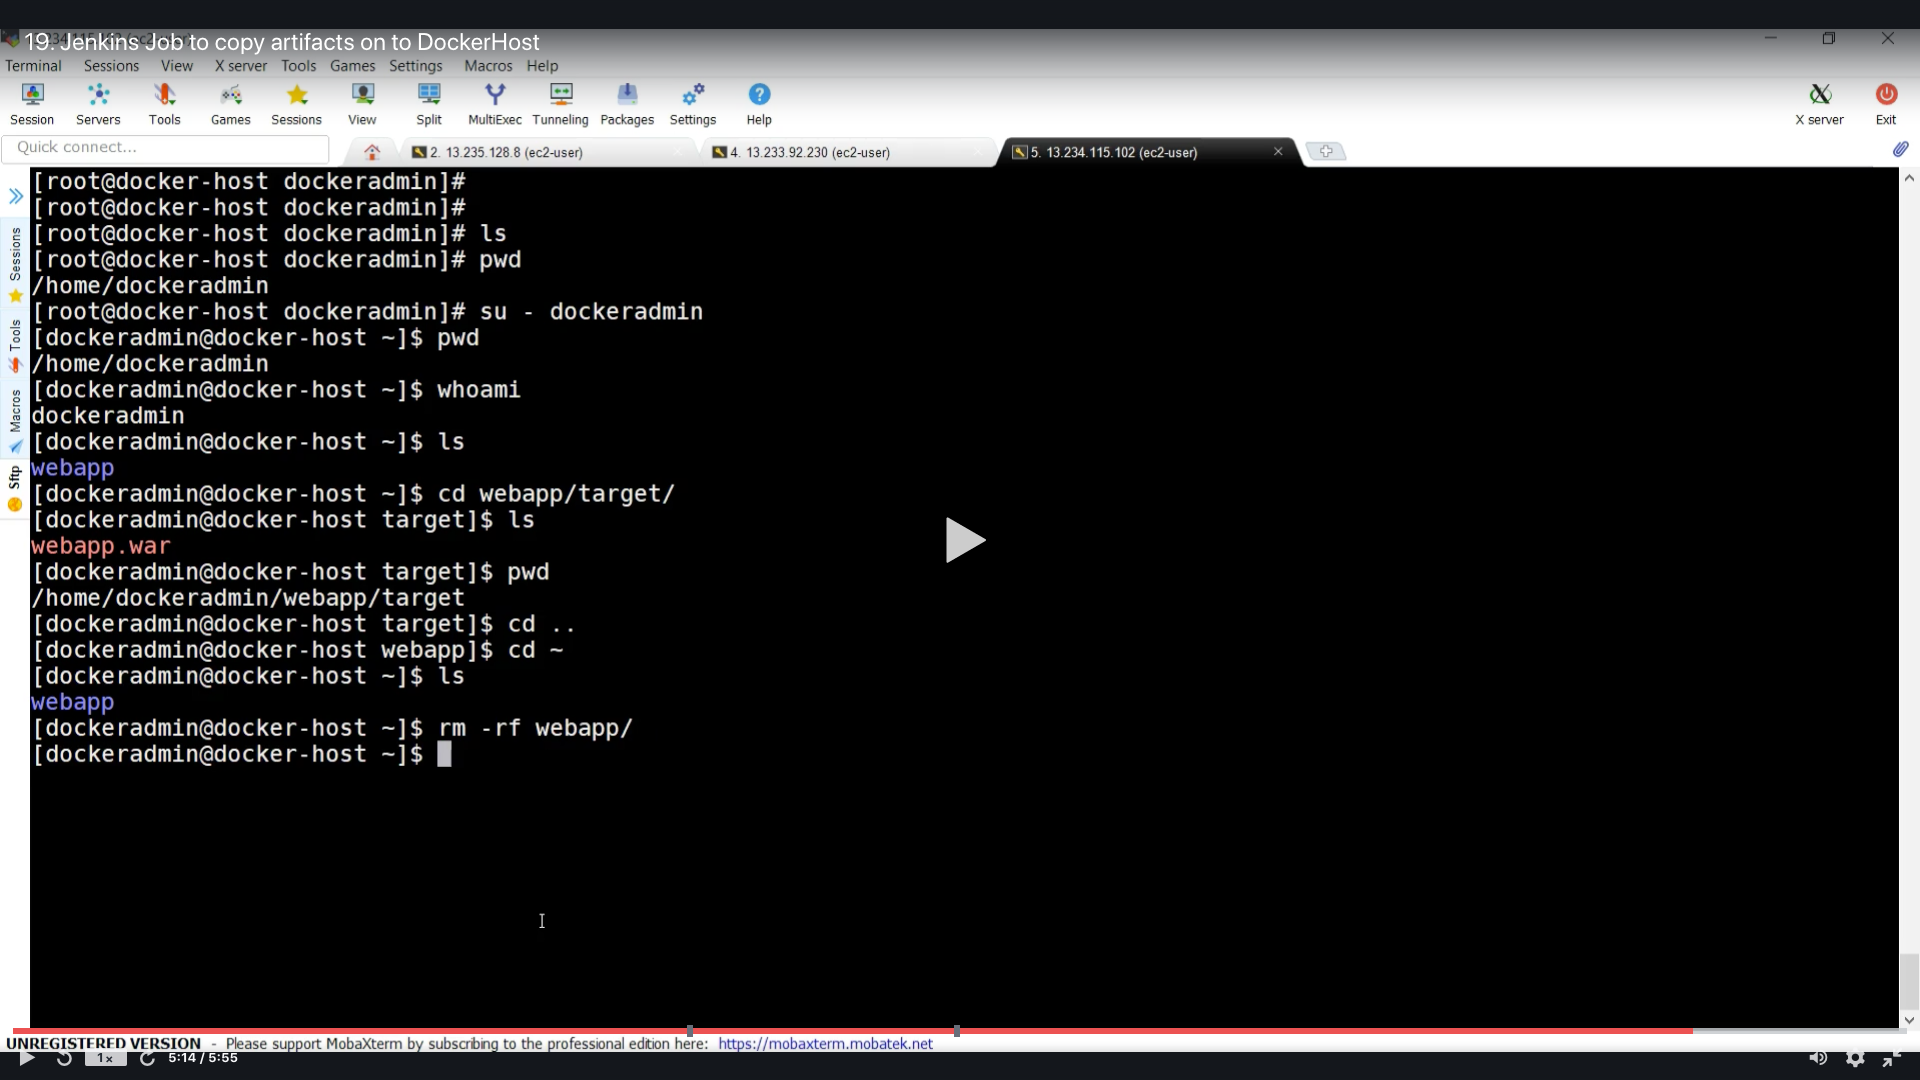 19. Jenkins Job to copy artifacts on to DockerHost
Terminal Sessions View X server Tools Games Settings Macros Help
Session Servers Tools Games Sessions View Split MultiExec Tunneling Packages Settings Help X server Exit
Quick connect...
2. 13.235.128.8 (ec2-user)
4. 13.233.92.230 (ec2-user)
5. 13.234.115.102 (ec2-user)
Sessions
Tools
Macros
Sftp
[root@docker-host dockeradmin]#
[root@docker-host dockeradmin]#
[root@docker-host dockeradmin]# ls
[root@docker-host dockeradmin]# pwd
/home/dockeradmin
[root@docker-host dockeradmin]# su - dockeradmin
[dockeradmin@docker-host ~]$ pwd
/home/dockeradmin
[dockeradmin@docker-host ~]$ whoami
dockeradmin
[dockeradmin@docker-host ~]$ ls
webapp
[dockeradmin@docker-host ~]$ cd webapp/target/
[dockeradmin@docker-host target]$ ls
webapp.war
[dockeradmin@docker-host target]$ pwd
/home/dockeradmin/webapp/target
[dockeradmin@docker-host target]$ cd ..
[dockeradmin@docker-host webapp]$ cd ~
[dockeradmin@docker-host ~]$ ls
webapp
[dockeradmin@docker-host ~]$ rm -rf webapp/
[dockeradmin@docker-host ~]$
UNREGISTERED VERSION - Please support MobaXterm by subscribing to the professional edition here: https://mobaxterm.mobatek.net
1x 5:14 / 5:55